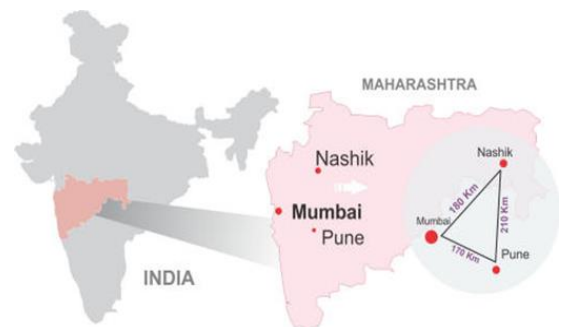 MAHARASHTRA
Nashik
Mumbai
Pune
INDIA
Nashik
180 Km
210 Km
Mumbai
170 Km
Pune